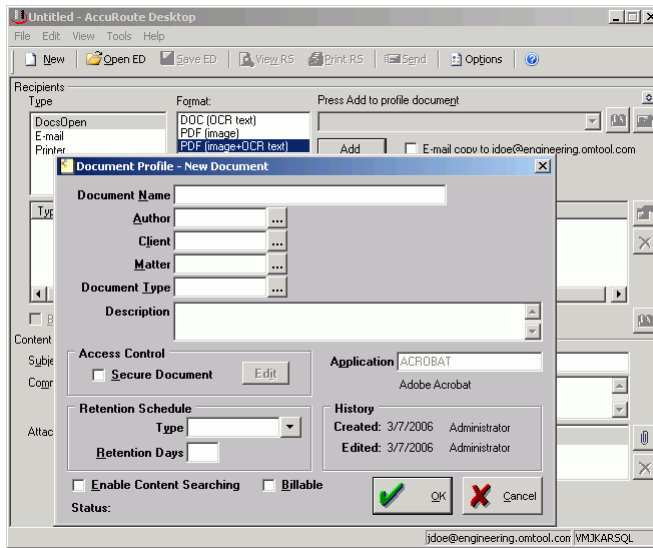 Untitled - AccuRoute Desktop
File Edit View Tools Help
New Open ED Save ED View RS Print RS Send Options
Recipients
Type Format: Press Add to profile document
DocsOpen DOC (OCR text)
E-mail PDF (image)
Printer PDF (image+OCR text) Add E-mail copy to jdoe@engineering.omtool.com
Document Profile - New Document
Document Name
Typ
Author ...
Client ...
Matter ...
Document Type ...
Description
B
Content
Access Control
Subje
Secure Document Edit
Application ACROBAT
Com
Adobe Acrobat
Retention Schedule
Type
Retention Days
History
Created: 3/7/2006 Administrator
Edited: 3/7/2006 Administrator
Attac
Enable Content Searching Billable
OK Cancel
Status:
jdoe@engineering.omtool.com VMJKARSQL